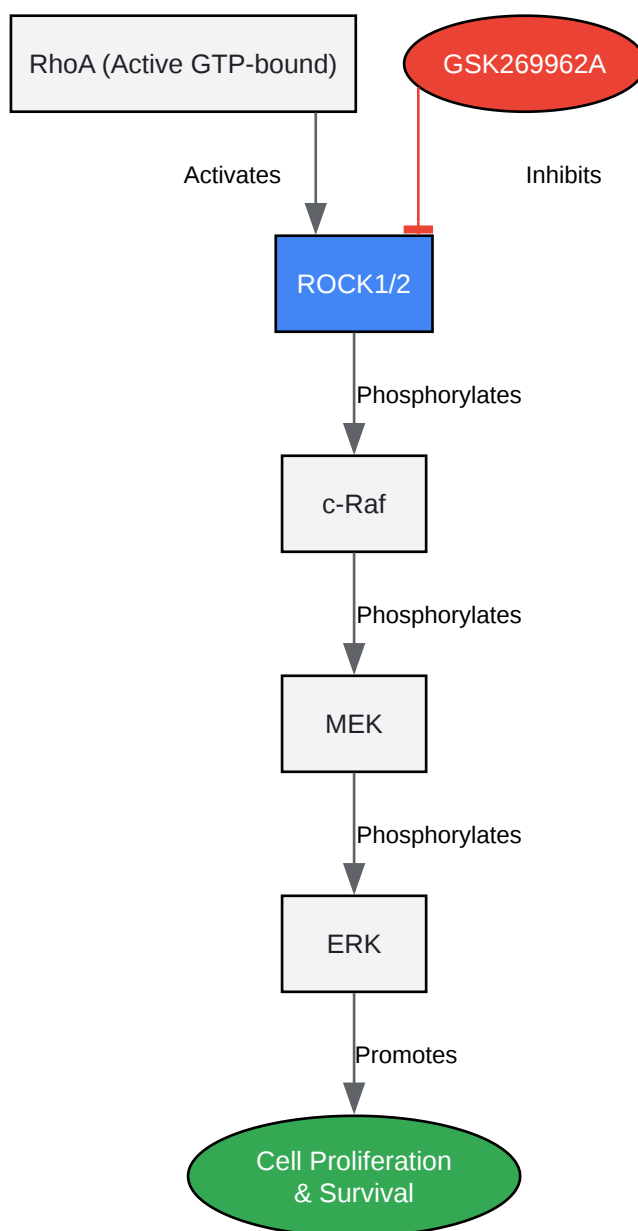 RhoA (Active GTP-bound)
GSK269962A
Activates
Inhibits
ROCK1/2
Phosphorylates
c-Raf
Phosphorylates
MEK
Phosphorylates
ERK
Promotes
Cell Proliferation
& Survival